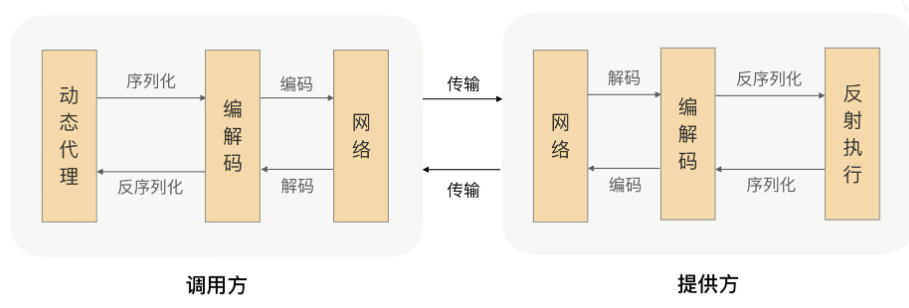 动态代理
序列化
反序列化
编解码
编码
解码
网络
传输
传输
网络
解码
编码
编解码
反序列化
序列化
反射执行
调用方
提供方